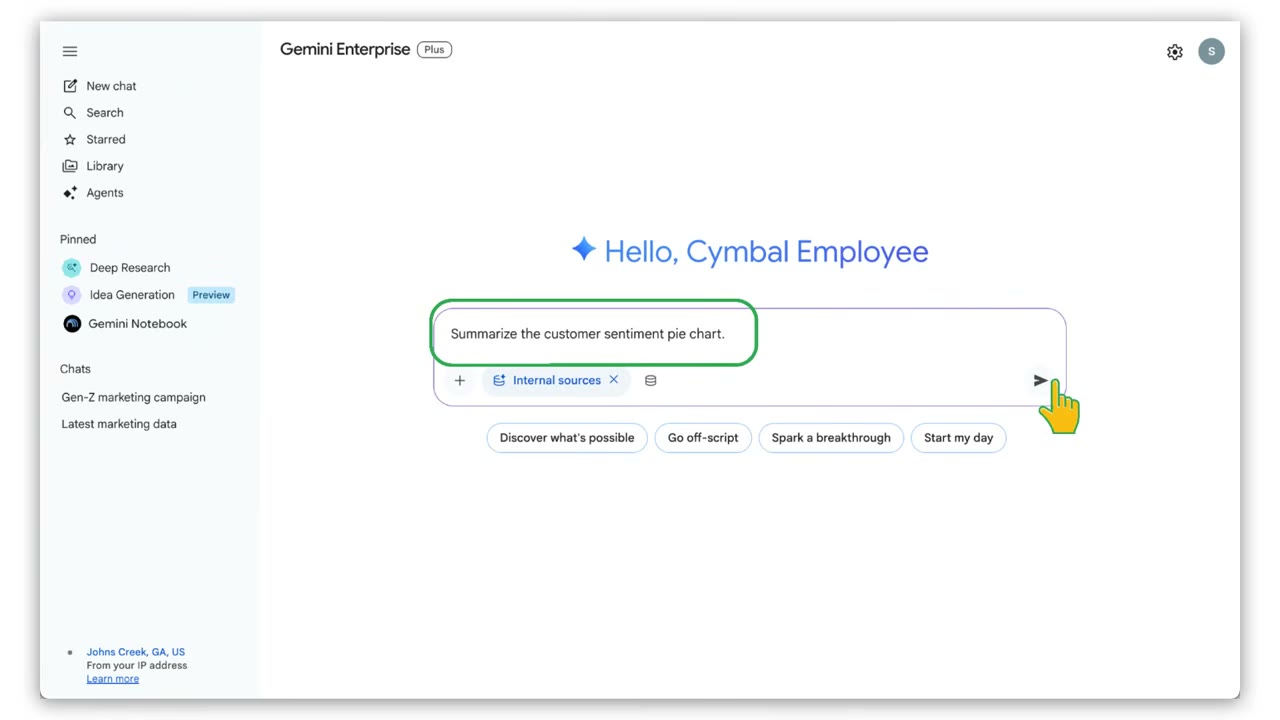 Gemini Enterprise Plus
S
New chat
Search
Starred
Library
Agents
Pinned
Deep Research
Idea Generation Preview
Gemini Notebook
Chats
Gen-Z marketing campaign
Latest marketing data
Johns Creek, GA, US
From your IP address
Learn more
Hello, Cymbal Employee
Summarize the customer sentiment pie chart.
Internal sources
Discover what's possible Go off-script Spark a breakthrough Start my day